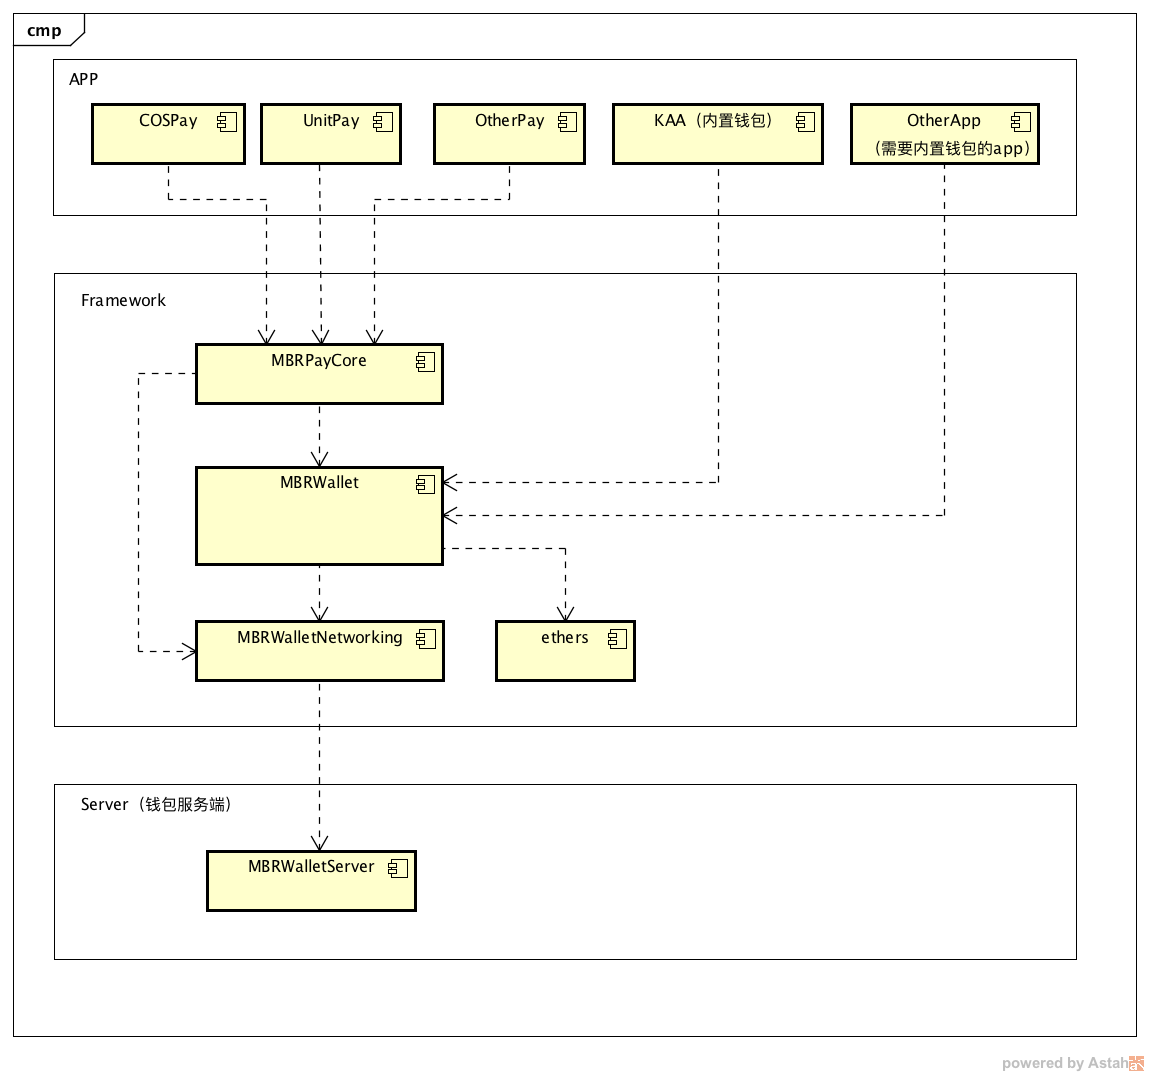 cmp
APP
COSPay
UnitPay
OtherPay
KAA（内置钱包）
OtherApp
（需要内置钱包的app）
Framework
MBRPayCore
MBRWallet
MBRWalletNetworking
ethers
Server（钱包服务端）
MBRWalletServer
powered by Astah